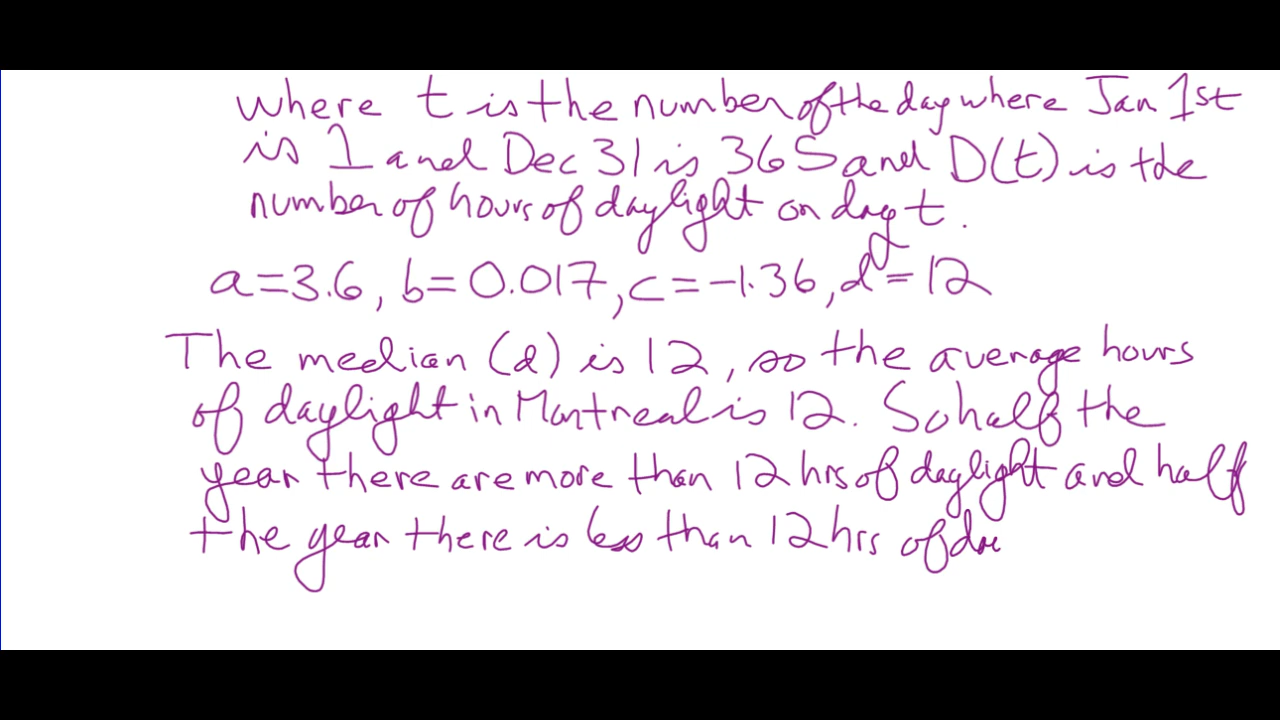 where t is the number of the day where Jan 1st
is 1 and Dec 31 is 365 and D(t) is the
number of hours of daylight on day t.
a=3.6, b=0.017, c=-1.36, d=12
The median (d) is 12, so the average hours
of daylight in Montreal is 12. So half the
year there are more than 12 hrs of daylight and half
the year there is less than 12 hrs of da